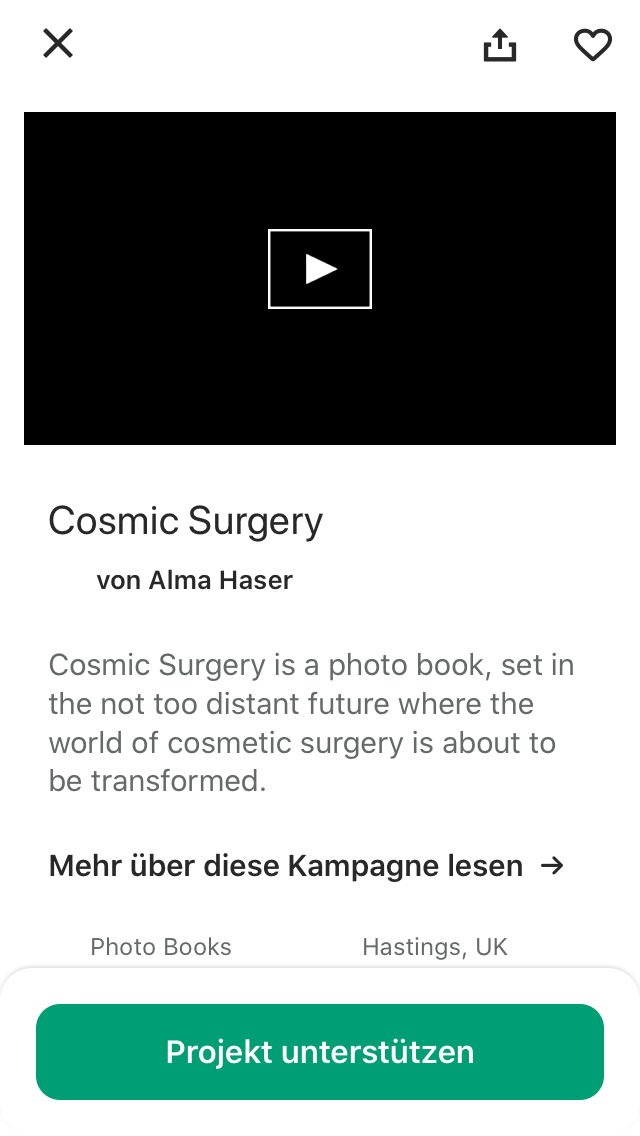 Cosmic Surgery
von Alma Haser
Cosmic Surgery is a photo book, set in
the not too distant future where the
world of cosmetic surgery is about to
be transformed.
Mehr über diese Kampagne lesen →
Photo Books
Hastings, UK
Projekt unterstützen